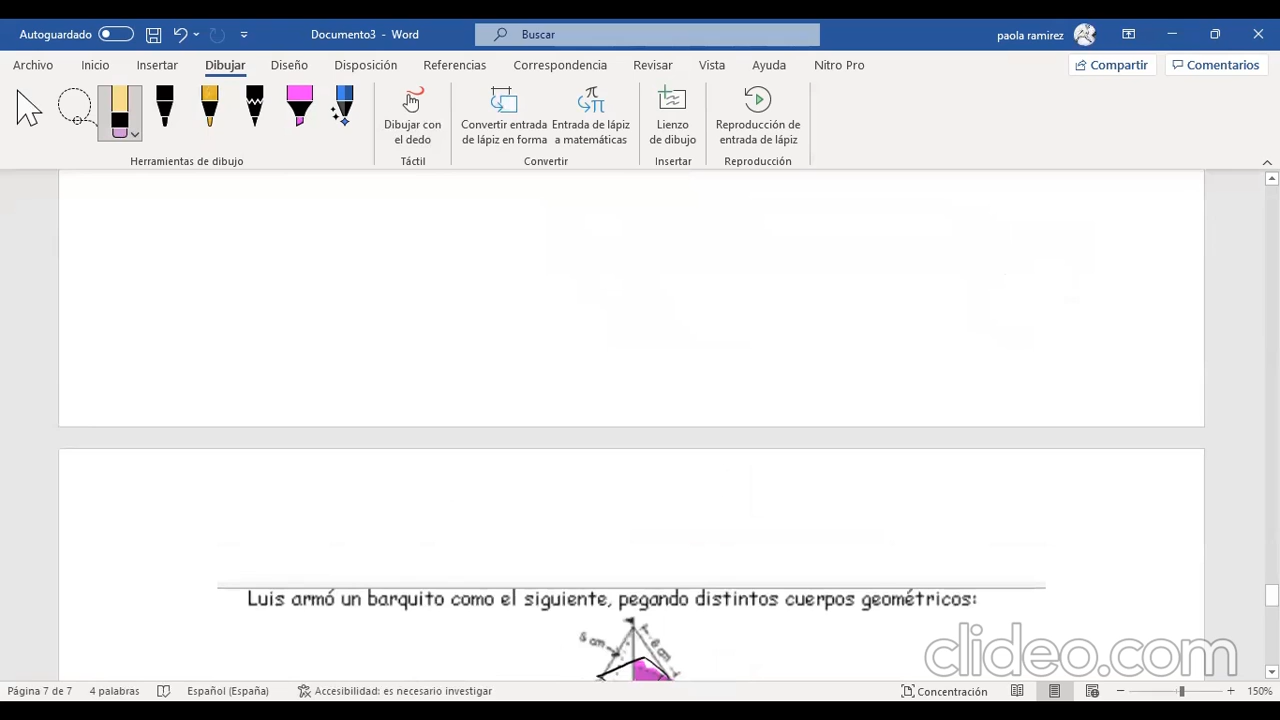 Autoguardado
Documento3 - Word
Buscar
paola ramirez
Archivo Inicio Insertar Dibujar Diseño Disposición Referencias Correspondencia Revisar Vista Ayuda Nitro Pro
Compartir Comentarios
Dibujar con el dedo
Convertir entrada de lápiz en forma
Entrada de lápiz a matemáticas
Lienzo de dibujo
Reproducción de entrada de lápiz
Herramientas de dibujo Táctil Convertir Insertar Reproducción
Luis armó un barquito como el siguiente, pegando distintos cuerpos geométricos:
clideo.com
Página 7 de 7 4 palabras Español (España) Accesibilidad: es necesario investigar Concentración 150%